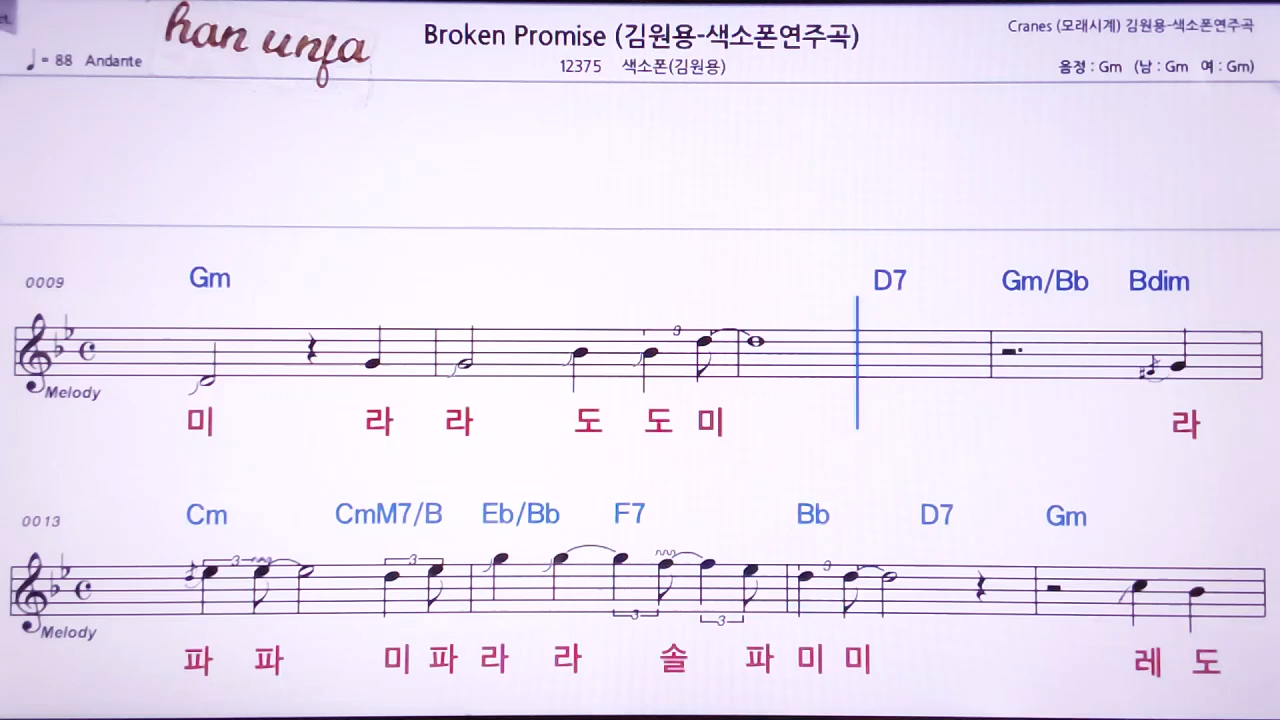 han unja
Broken Promise (김원용-색소폰연주곡)
Cranes (모래시계) 김원용-색소폰연주곡
♩= 88 Andante
12375 색소폰(김원용)
음정 : Gm (남 : Gm 여 : Gm)
0009 Gm D7 Gm/Bb Bdim
Melody
미 라 라 도 도 미 라
0013 Cm CmM7/B Eb/Bb F7 Bb D7 Gm
3 3
3 3
Melody
파 파 미 파 라 라 솔 파 미 미 레 도